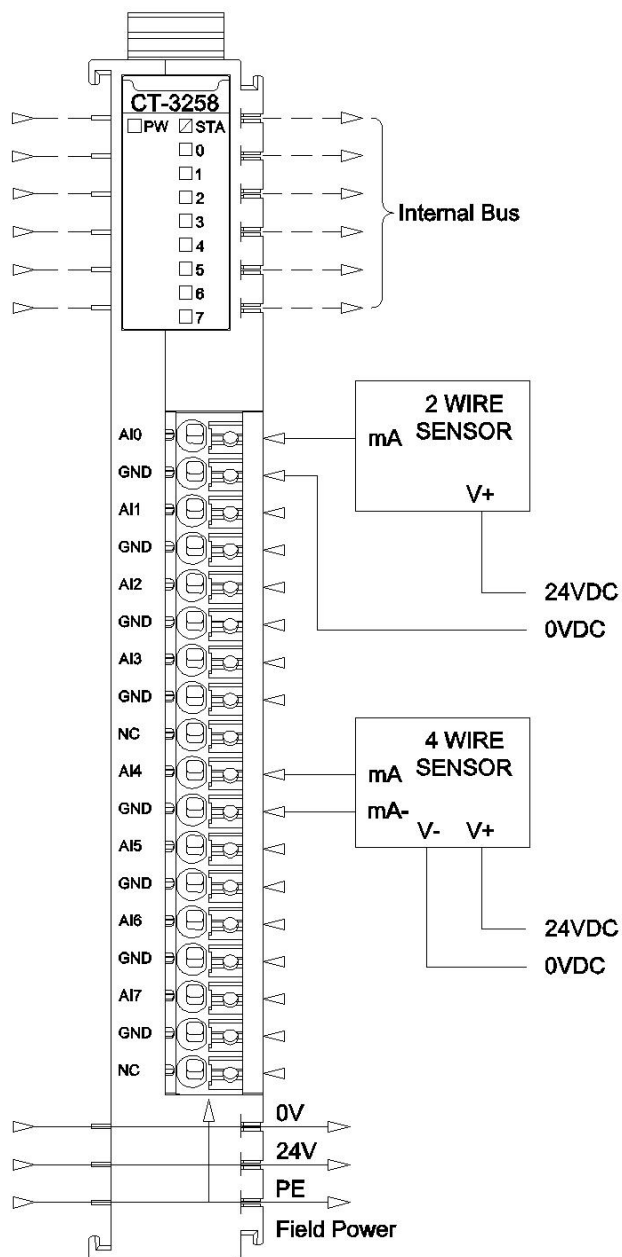 CT-3258
PW STA
0
1
2
3
4
5
6
7
Internal Bus
AI0
GND
AI1
GND
AI2
GND
AI3
GND
NC
AI4
GND
AI5
GND
AI6
GND
AI7
GND
NC
2 WIRE
mA SENSOR
V+
24VDC
0VDC
4 WIRE
mA SENSOR
mA-
V- V+
24VDC
0VDC
0V
24V
PE
Field Power